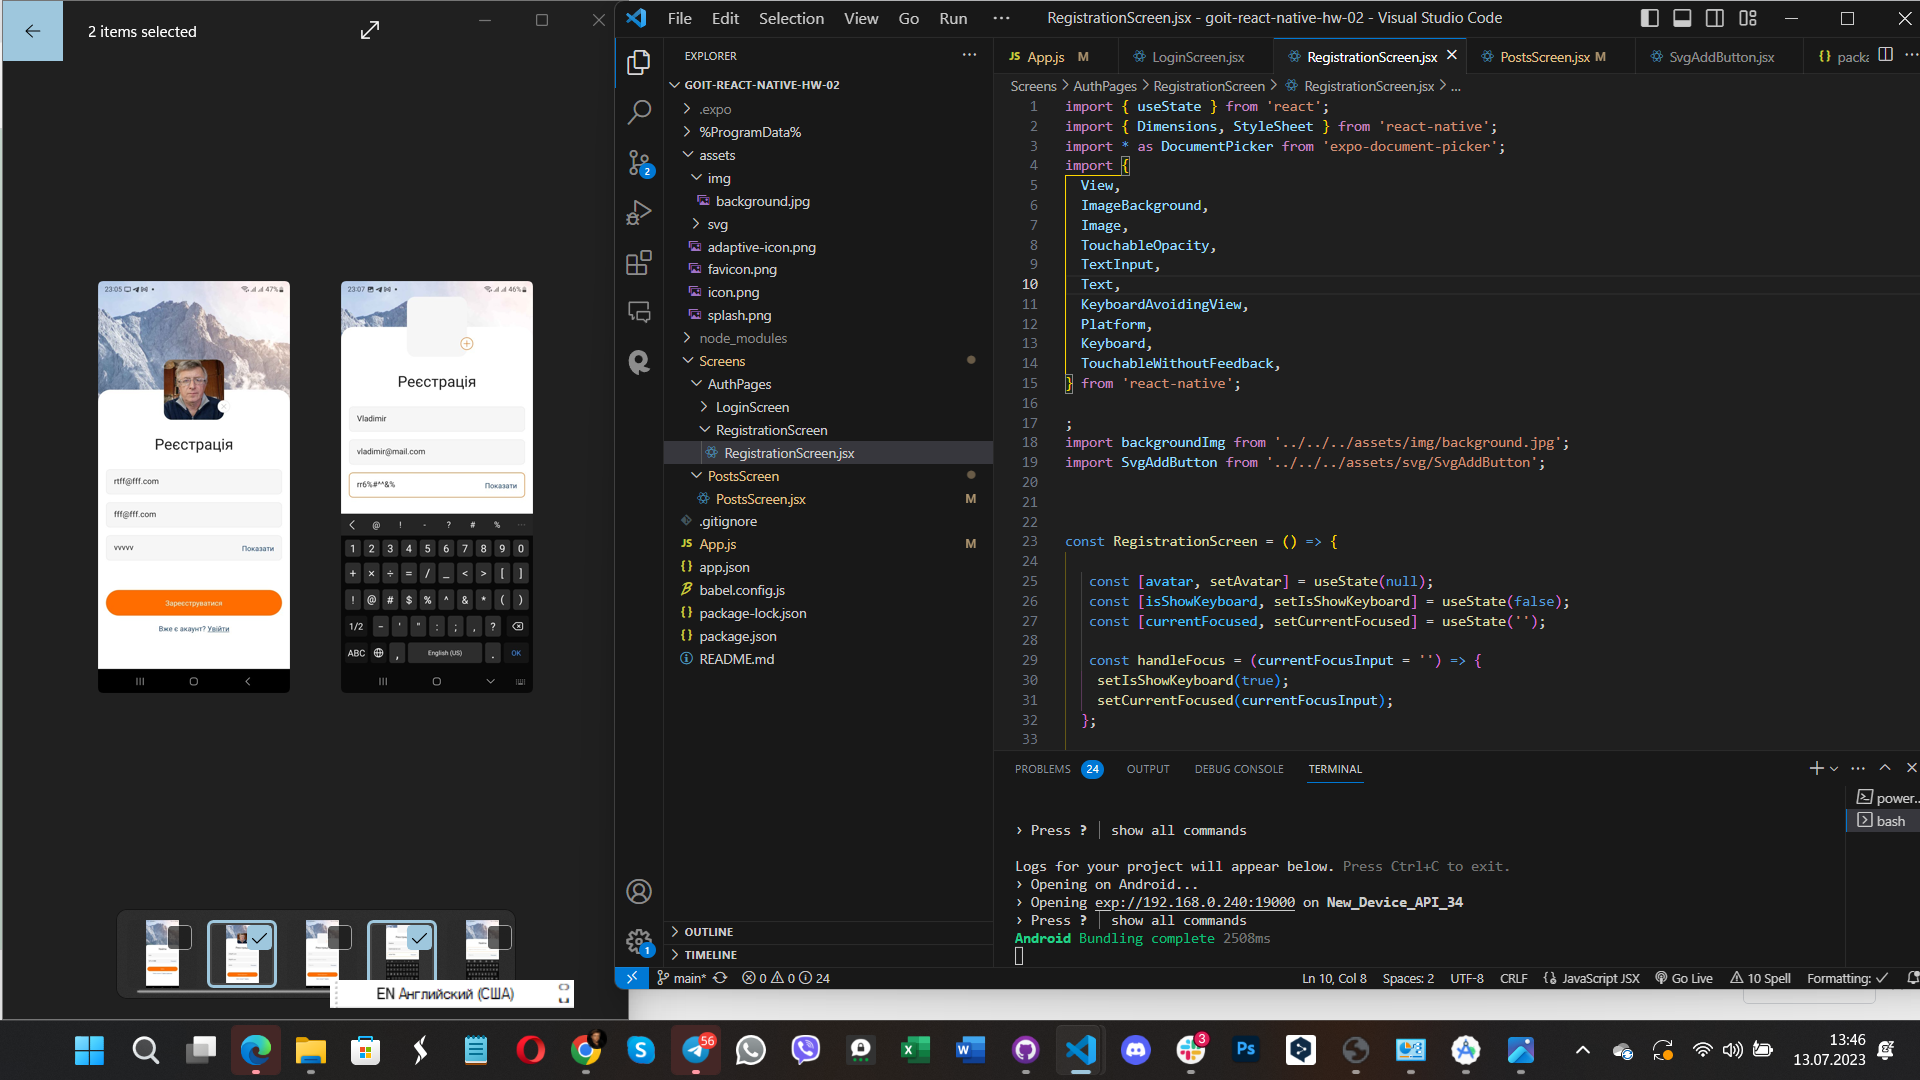 2 items selected
23:05
47%
Реєстрація
rtff@fff.com
fff@fff.com
vvvvv
Показати
Зареєструватися
Вже є акаунт? Увійти
23:07
46%
Реєстрація
Vladimir
vladimir@mail.com
rr6%#^^&%
Показати
@ ! - ? # % ...
1 2 3 4 5 6 7 8 9 0
+ × ÷ = / _ < > [ ]
! @ # $ % ^ & * ( )
1/2 - ' " : ; , ?
ABC , English (US) . OK
EN Английский (США)
File Edit Selection View Go Run ···
RegistrationScreen.jsx - goit-react-native-hw-02 - Visual Studio Code
EXPLORER ···
GOIT-REACT-NATIVE-HW-02
.expo
%ProgramData%
assets
img
background.jpg
svg
adaptive-icon.png
favicon.png
icon.png
splash.png
node_modules
Screens
AuthPages
LoginScreen
RegistrationScreen
RegistrationScreen.jsx
PostsScreen
PostsScreen.jsx M
.gitignore
JS App.js M
{} app.json
babel.config.js
{} package-lock.json
{} package.json
README.md
OUTLINE
TIMELINE
2
1
JS App.js M
LoginScreen.jsx
RegistrationScreen.jsx
PostsScreen.jsx M
SvgAddButton.jsx
{} packa
Screens > AuthPages > RegistrationScreen > RegistrationScreen.jsx > ...
1 import { useState } from 'react';
2 import { Dimensions, StyleSheet } from 'react-native';
3 import * as DocumentPicker from 'expo-document-picker';
4 import {
5 View,
6 ImageBackground,
7 Image,
8 TouchableOpacity,
9 TextInput,
10 Text,
11 KeyboardAvoidingView,
12 Platform,
13 Keyboard,
14 TouchableWithoutFeedback,
15 } from 'react-native';
16
17 ;
18 import backgroundImg from '../../../assets/img/background.jpg';
19 import SvgAddButton from '../../../assets/svg/SvgAddButton';
20
21
22
23 const RegistrationScreen = () => {
24
25 const [avatar, setAvatar] = useState(null);
26 const [isShowKeyboard, setIsShowKeyboard] = useState(false);
27 const [currentFocused, setCurrentFocused] = useState('');
28
29 const handleFocus = (currentFocusInput = '') => {
30 setIsShowKeyboard(true);
31 setCurrentFocused(currentFocusInput);
32 };
33
PROBLEMS 24 OUTPUT DEBUG CONSOLE TERMINAL
power...
bash
› Press ? │ show all commands
Logs for your project will appear below. Press Ctrl+C to exit.
› Opening on Android...
› Opening exp://192.168.0.240:19000 on New_Device_API_34
› Press ? │ show all commands
Android Bundling complete 2508ms
main* 0 0 24
Ln 10, Col 8 Spaces: 2 UTF-8 CRLF JavaScript JSX Go Live 10 Spell Formatting: ✓
56
3
13:46
13.07.2023